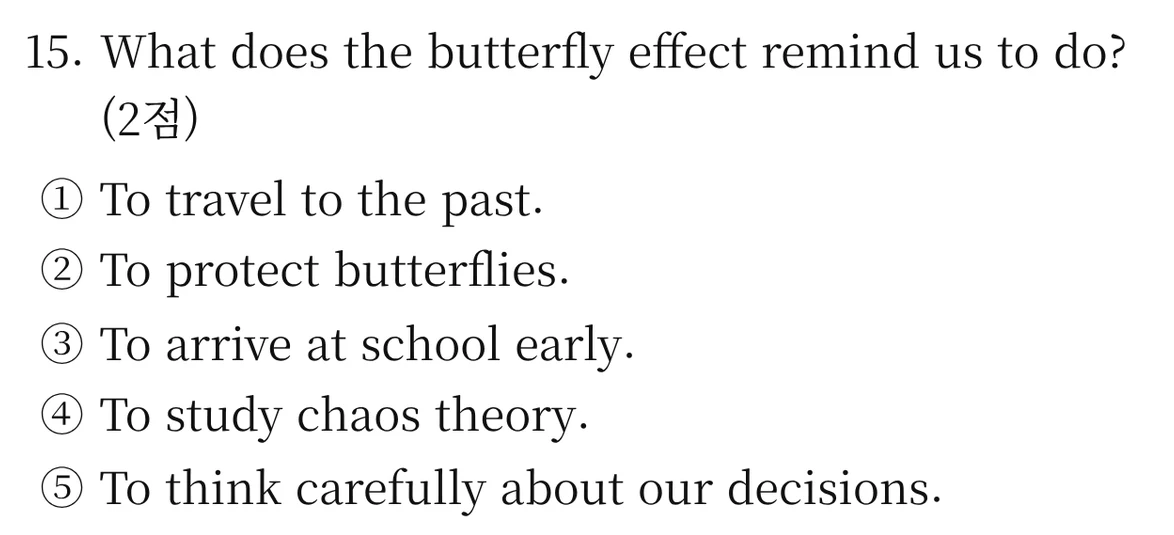 15. What does the butterfly effect remind us to do?
(2점)
① To travel to the past.
② To protect butterflies.
③ To arrive at school early.
④ To study chaos theory.
⑤ To think carefully about our decisions.